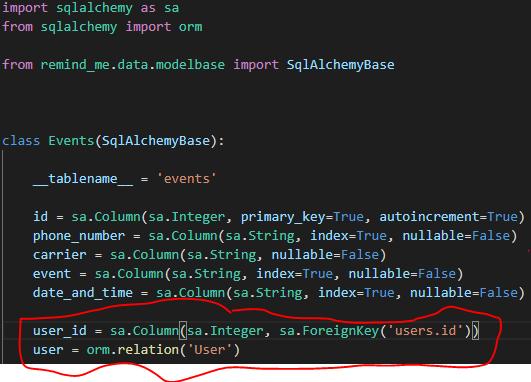 import sqlalchemy as sa
from sqlalchemy import orm
from remind_me.data.modelbase import SqlAlchemyBase
class Events(SqlAlchemyBase):
__tablename__ = 'events'
id = sa.Column(sa.Integer, primary_key=True, autoincrement=True)
phone_number = sa.Column(sa.String, index=True, nullable=False)
carrier = sa.Column(sa.String, nullable=False)
event = sa.Column(sa.String, index=True, nullable=False)
date_and_time = sa.Column(sa.String, index=True, nullable=False)
user_id = sa.Column(sa.Integer, sa.ForeignKey('users.id'))
user = orm.relation('User')